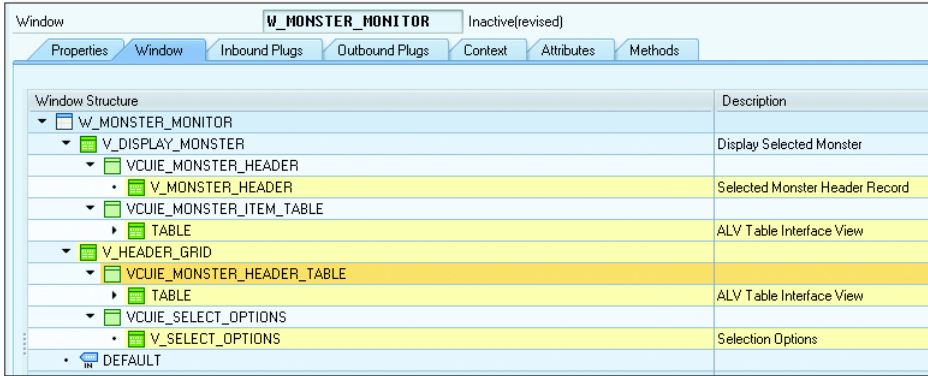 Window W_MONSTER_MONITOR Inactive(revised)
Properties Window Inbound Plugs Outbound Plugs Context Attributes Methods
Window Structure Description
W_MONSTER_MONITOR
V_DISPLAY_MONSTER Display Selected Monster
VCUIE_MONSTER_HEADER
V_MONSTER_HEADER Selected Monster Header Record
VCUIE_MONSTER_ITEM_TABLE
TABLE ALV Table Interface View
V_HEADER_GRID
VCUIE_MONSTER_HEADER_TABLE
TABLE ALV Table Interface View
VCUIE_SELECT_OPTIONS
V_SELECT_OPTIONS Selection Options
IN DEFAULT